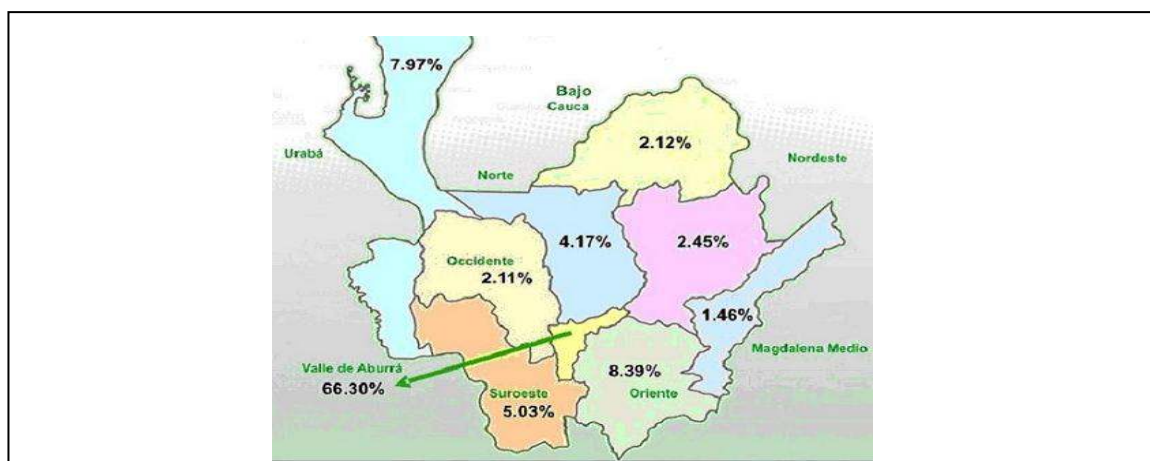 7.97%
Bajo
Cauca
2.12%
Urabá
Nordeste
Norte
4.17%
2.45%
Occidente
2.11%
1.46%
Magdalena Medio
Valle de Aburrá
66.30%
8.39%
Suroeste
Oriente
5.03%